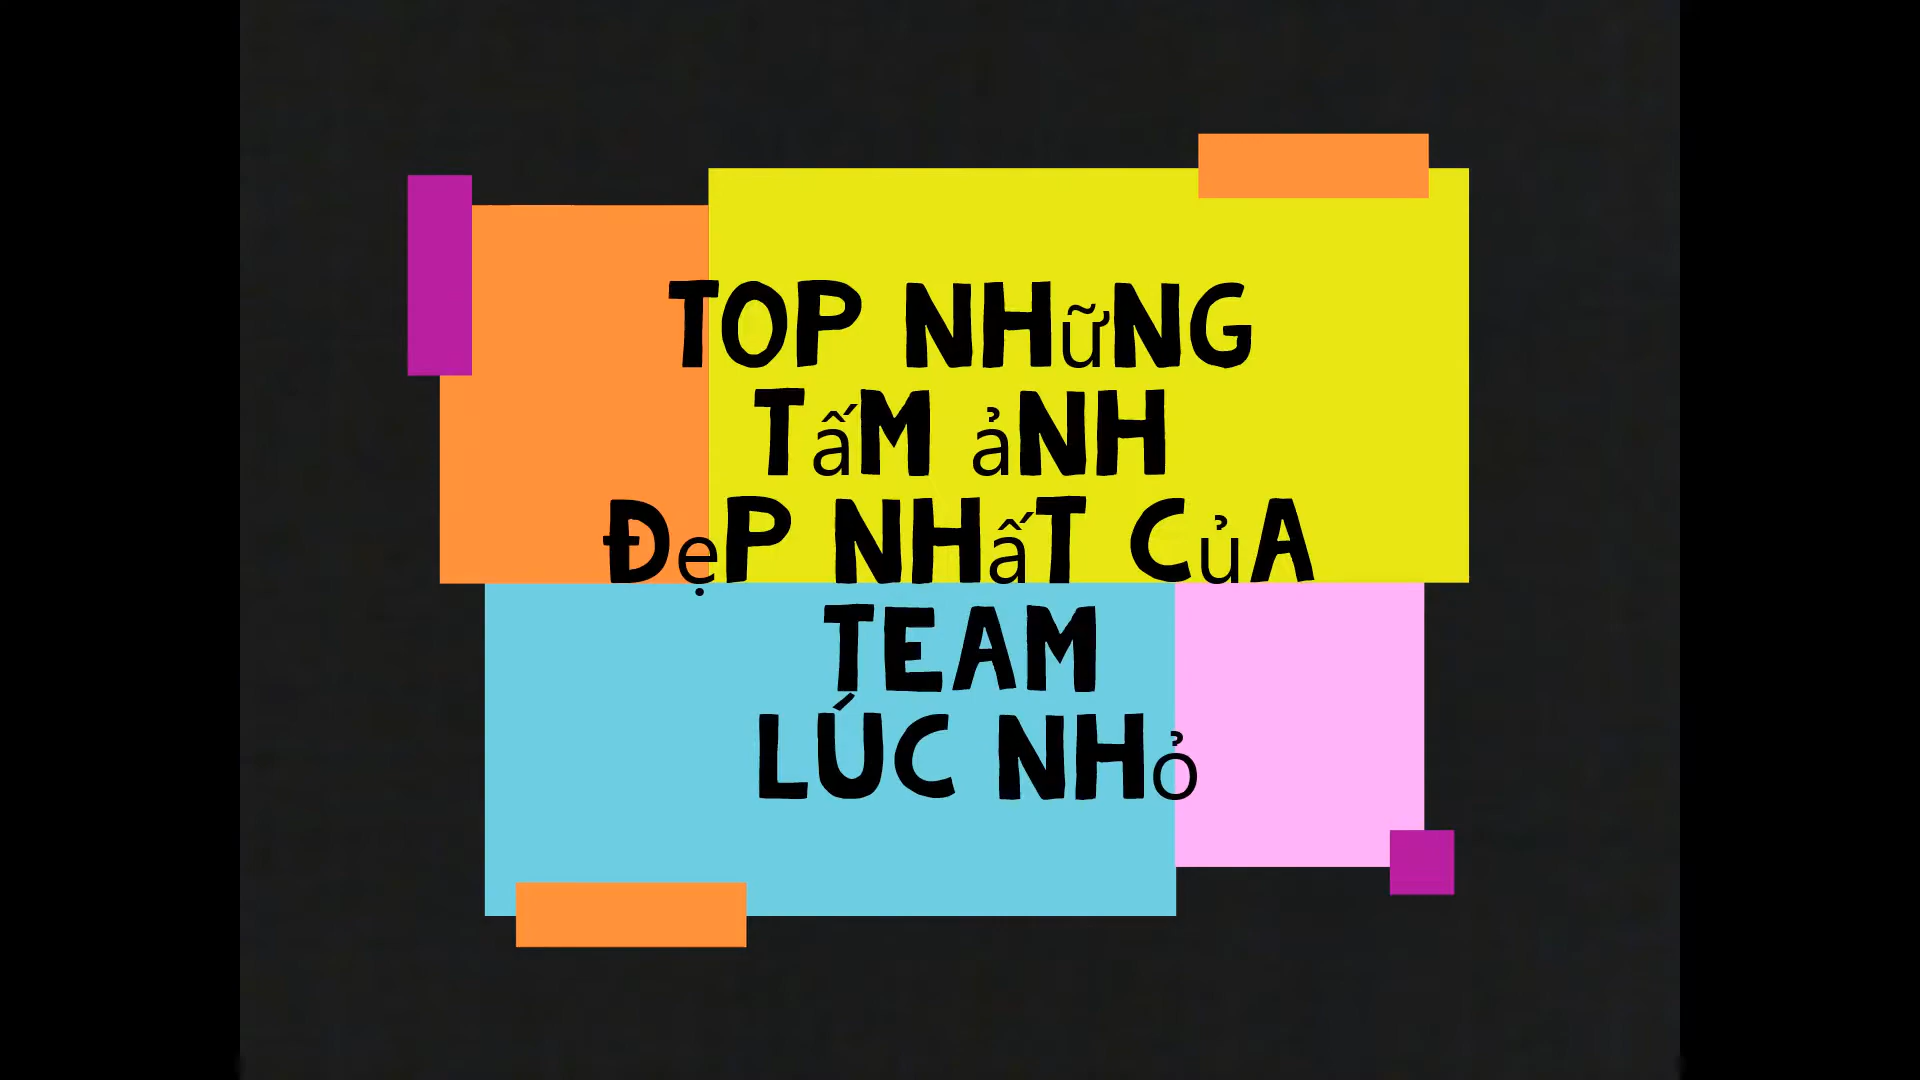 TOP NHữNG
TấM ảNH
ĐẹP NHấT CủA
TEAM
LÚC NHỏ